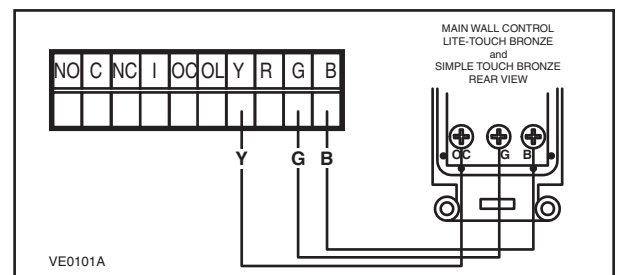 MAIN WALL CONTROL
LITE-TOUCH BRONZE
and
SIMPLE TOUCH BRONZE
REAR VIEW
NO C NC I OC OL Y R G B
OC G B
Y G B
VE0101A